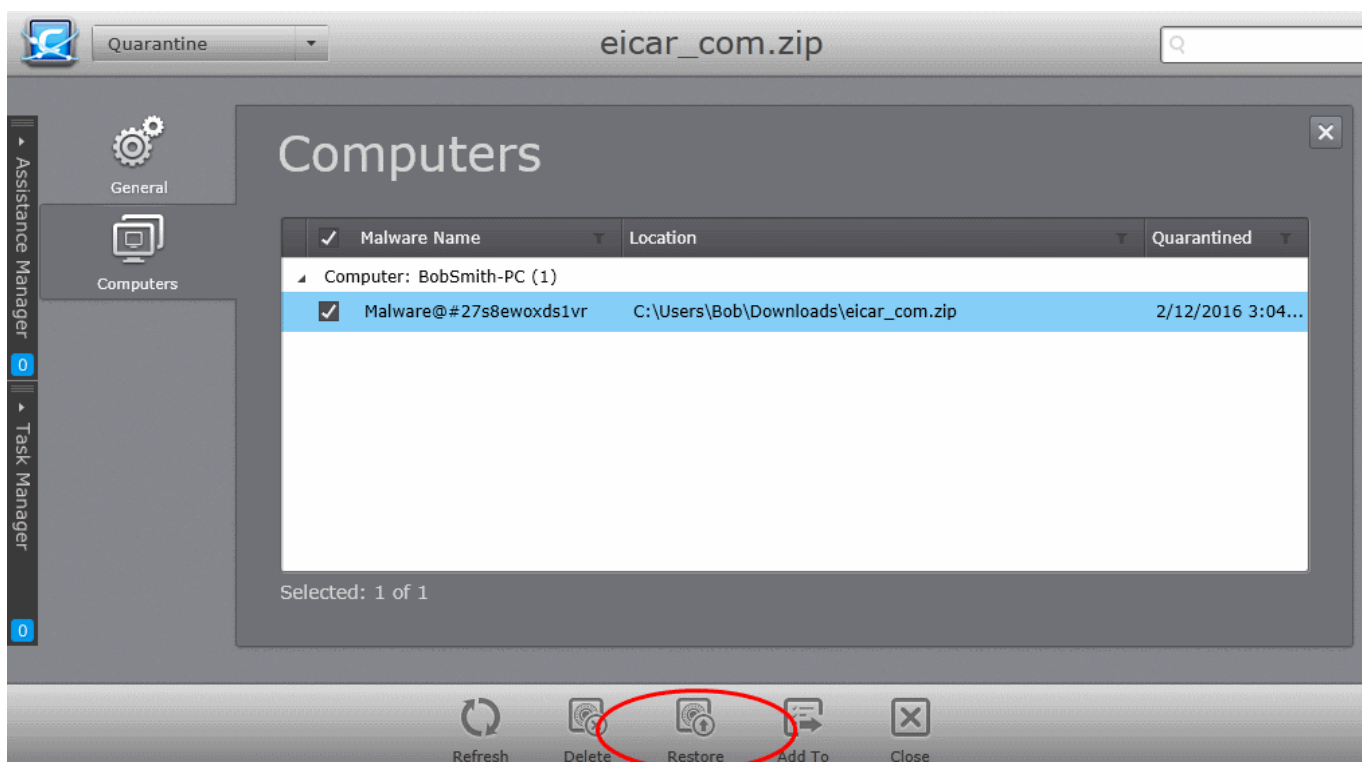 Quarantine
eicar_com.zip
General
Computers
Assistance Manager
0
Task Manager
0
Computers
Malware Name Location Quarantined
Computer: BobSmith-PC (1)
Malware@#27s8ewoxds1vr C:\Users\Bob\Downloads\eicar_com.zip 2/12/2016 3:04...
Selected: 1 of 1
Refresh Delete Restore Add To Close